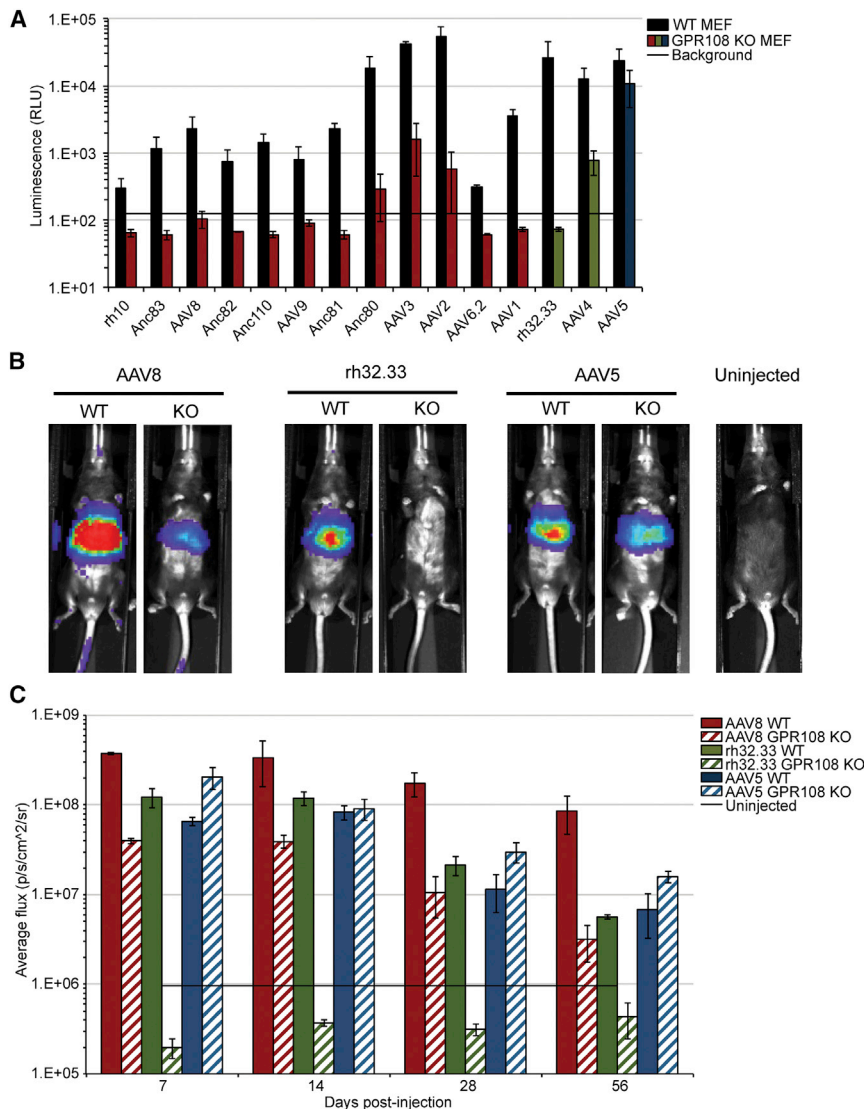 A
1.E+05
1.E+04
1.E+03
1.E+02
1.E+01
Luminescence (RLU)
WT MEF
GPR108 KO MEF
Background
rh10
Anc83
AAV8
Anc82
Anc110
AAV9
Anc81
Anc80
AAV3
AAV2
AAV6.2
AAV1
rh32.33
AAV4
AAV5
B
AAV8
rh32.33
AAV5
Uninjected
WT
KO
WT
KO
WT
KO
C
1.E+09
1.E+08
1.E+07
1.E+06
1.E+05
Average flux (p/s/cm^2/sr)
AAV8 WT
AAV8 GPR108 KO
rh32.33 WT
rh32.33 GPR108 KO
AAV5 WT
AAV5 GPR108 KO
Uninjected
7
14
28
56
Days post-injection